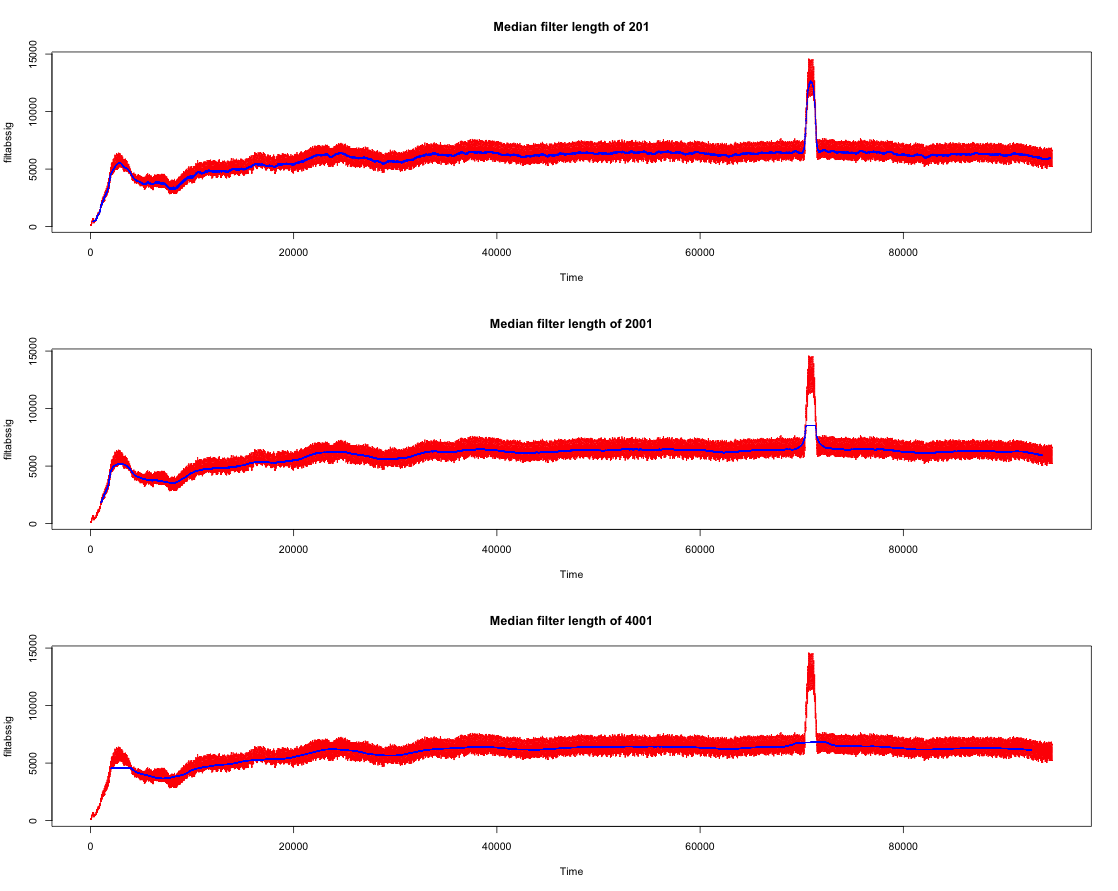 Median filter length of 201
filtabssig
15000
10000
5000
0
0 20000 40000 60000 80000
Time
Median filter length of 2001
filtabssig
15000
10000
5000
0
0 20000 40000 60000 80000
Time
Median filter length of 4001
filtabssig
15000
10000
5000
0
0 20000 40000 60000 80000
Time